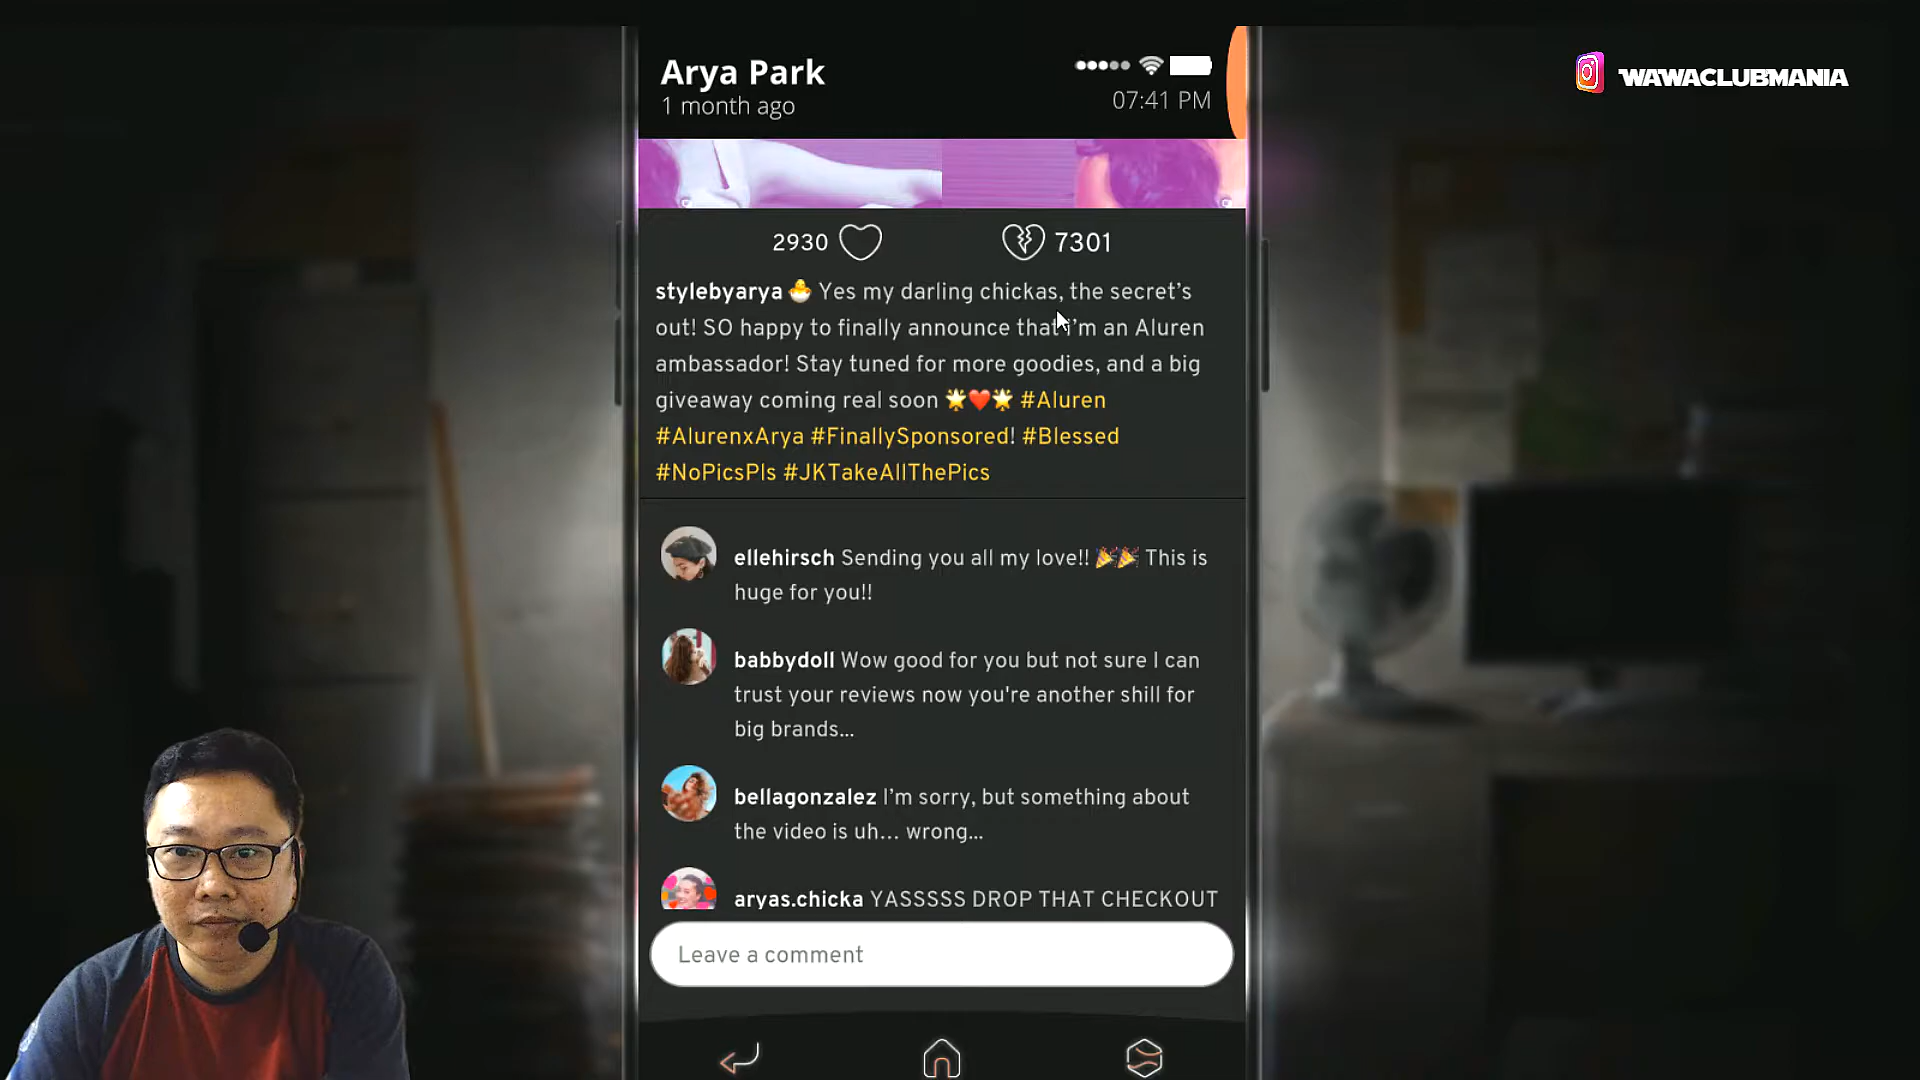 Arya Park
1 month ago
07:41 PM
WAWACLUBMANIA
2930
7301
stylebyarya 🐣 Yes my darling chickas, the secret’s
out! SO happy to finally announce that i’m an Aluren
ambassador! Stay tuned for more goodies, and a big
giveaway coming real soon 🌟❤️🌟 #Aluren
#AlurenxArya #FinallySponsored! #Blessed
#NoPicsPls #JKTakeAllThePics
ellehirsch Sending you all my love!! 🎉🎉 This is
huge for you!!
babbydoll Wow good for you but not sure I can
trust your reviews now you're another shill for
big brands...
bellagonzalez I’m sorry, but something about
the video is uh... wrong...
aryas.chicka YASSSSS DROP THAT CHECKOUT
Leave a comment